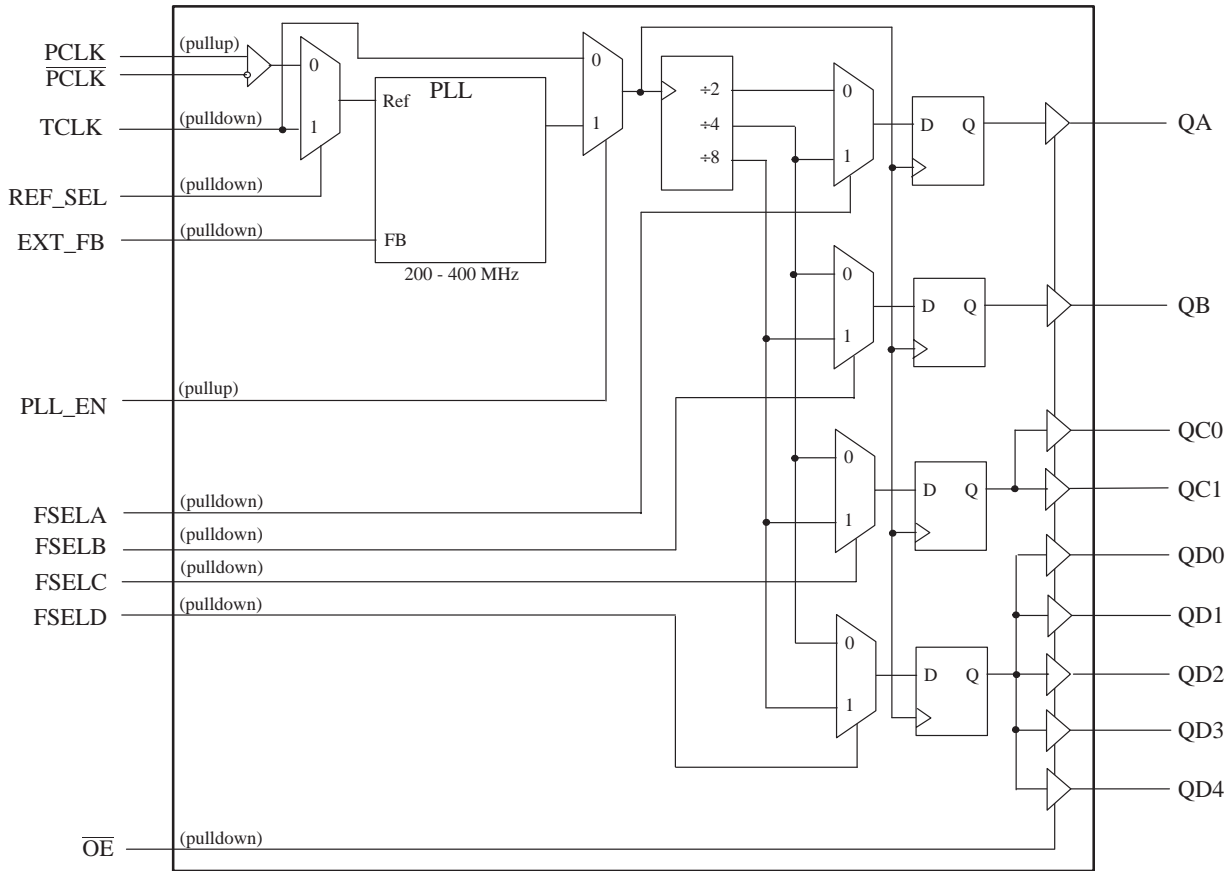 PCLK
(pullup)
P̅C̅L̅K̅
TCLK
(pulldown)
REF_SEL
(pulldown)
EXT_FB
(pulldown)
PLL_EN
(pullup)
FSELA
(pulldown)
FSELB
(pulldown)
FSELC
(pulldown)
FSELD
(pulldown)
O̅E̅
(pulldown)
0
1
PLL
Ref
FB
200 - 400 MHz
0
1
÷2
÷4
÷8
0
1
D Q
QA
0
1
D Q
QB
0
1
D Q
QC0
QC1
0
1
D Q
QD0
QD1
QD2
QD3
QD4